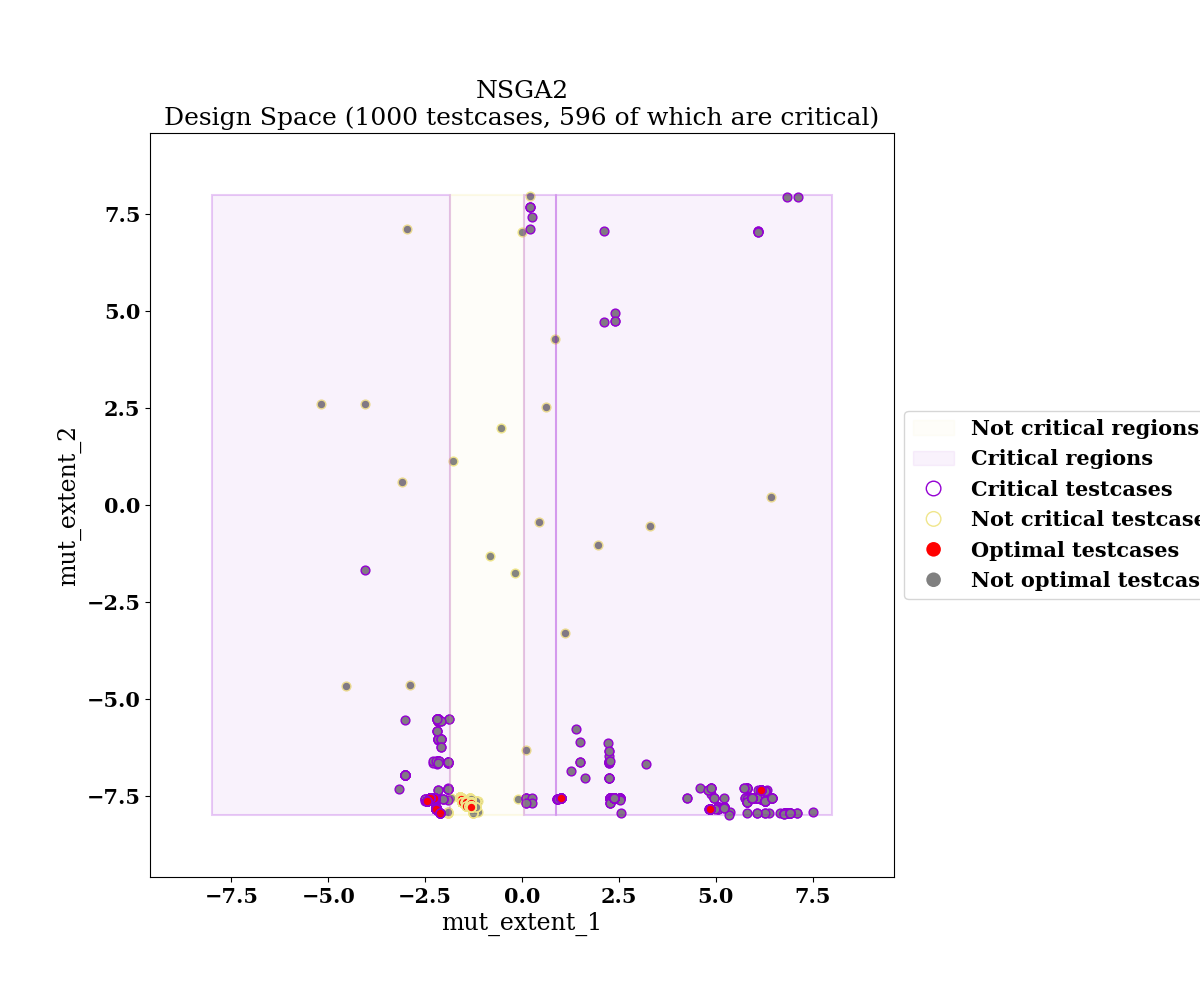 NSGA2
Design Space (1000 testcases, 596 of which are critical)
7.5
5.0
2.5
0.0
−2.5
−5.0
−7.5
mut_extent_2
−7.5
−5.0
−2.5
0.0
2.5
5.0
7.5
mut_extent_1
Not critical regions
Critical regions
Critical testcases
Not critical testcase
Optimal testcases
Not optimal testcas